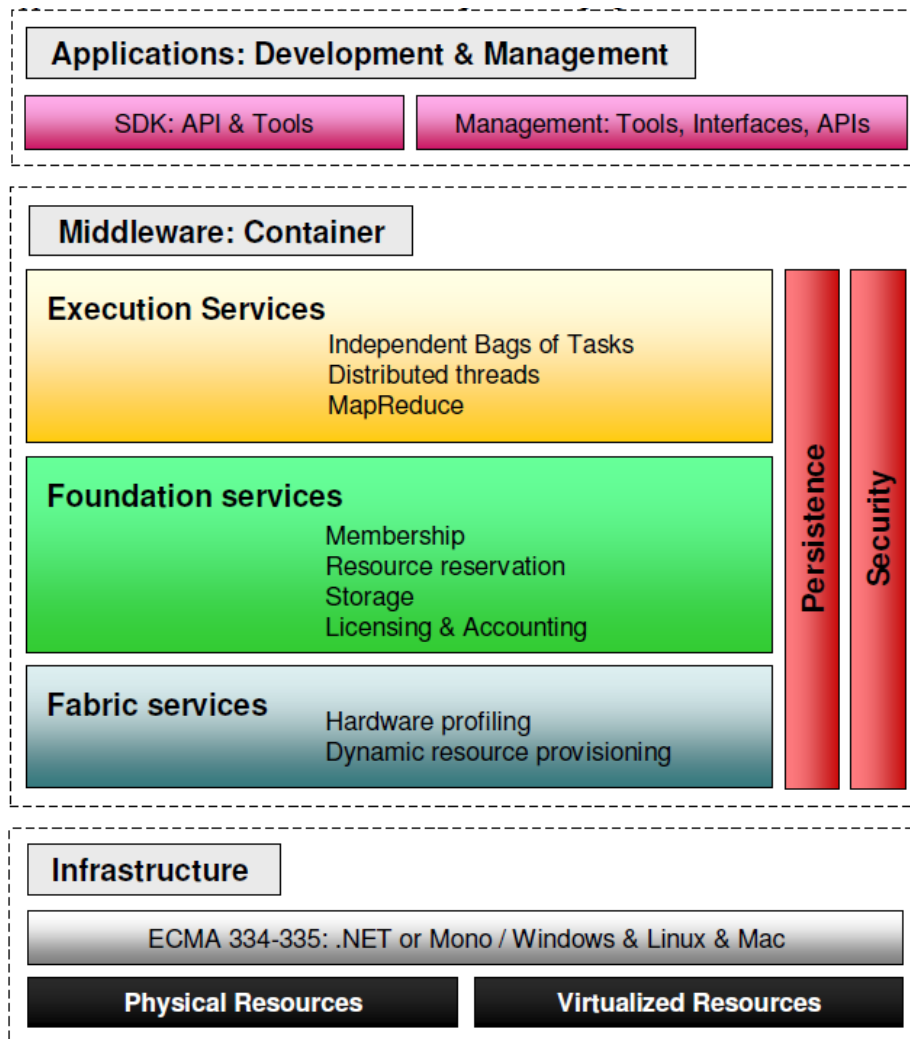 Applications: Development & Management
SDK: API & Tools
Management: Tools, Interfaces, APIs
Middleware: Container
Execution Services
Independent Bags of Tasks
Distributed threads
MapReduce
Foundation services
Membership
Resource reservation
Storage
Licensing & Accounting
Fabric services
Hardware profiling
Dynamic resource provisioning
Persistence
Security
Infrastructure
ECMA 334-335: .NET or Mono / Windows & Linux & Mac
Physical Resources
Virtualized Resources